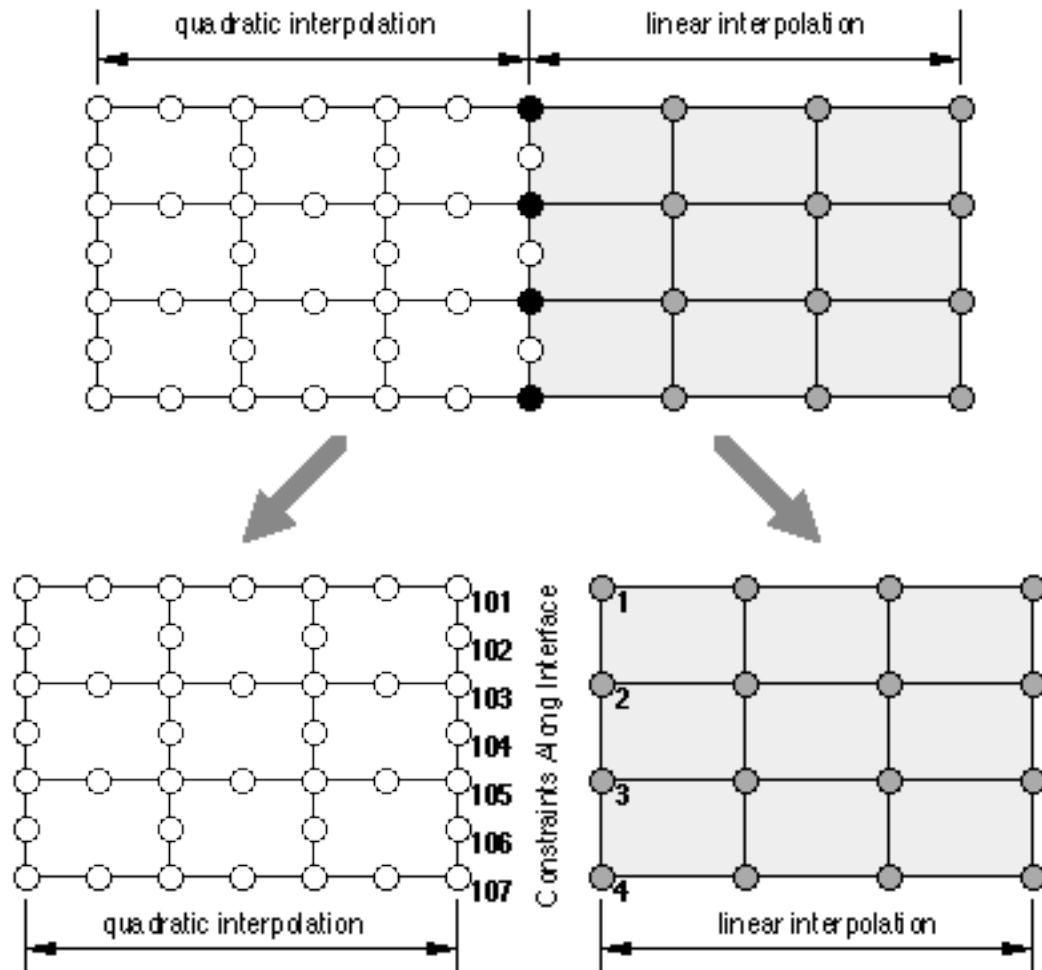 quadratic interpolation
linear interpolation
101
102
103
104
105
106
107
Constraints Along Interface
1
2
3
4
quadratic interpolation
linear interpolation